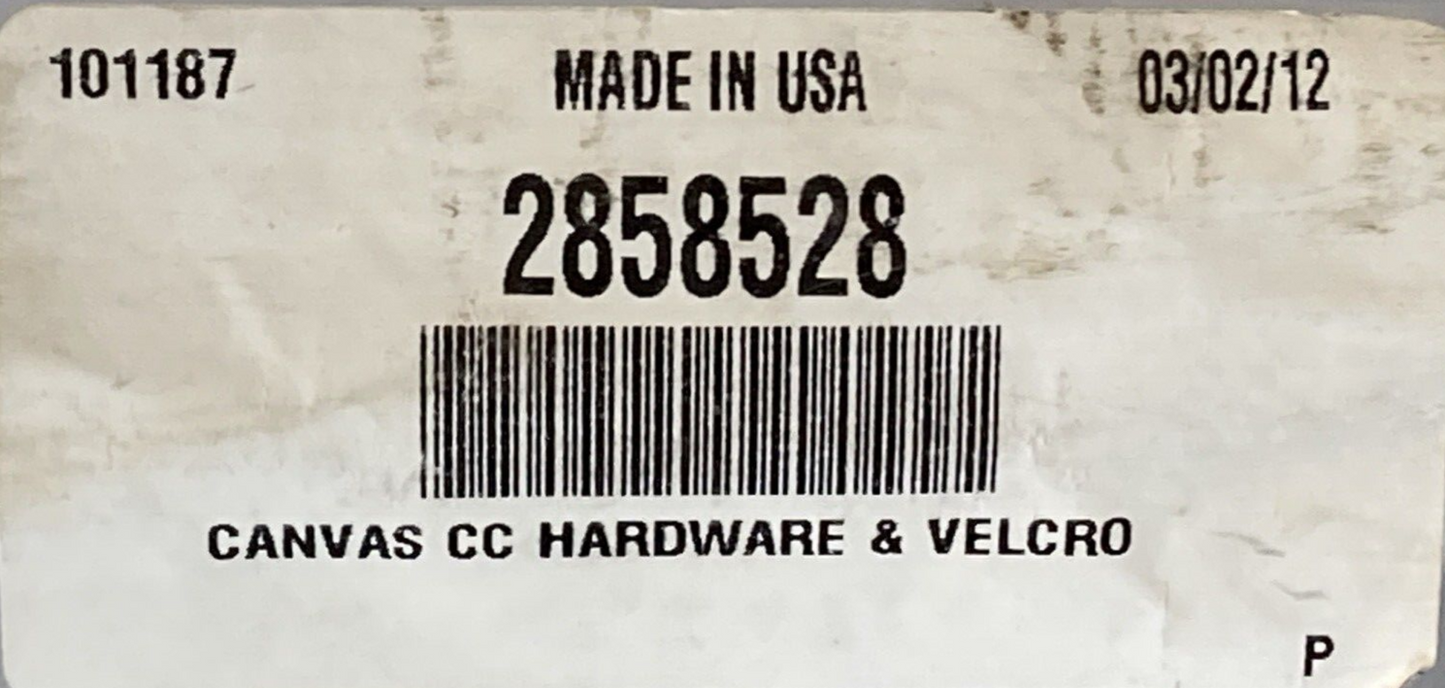 101187 MADE IN USA 03/02/12
2858528
CANVAS CC HARDWARE & VELCRO
P